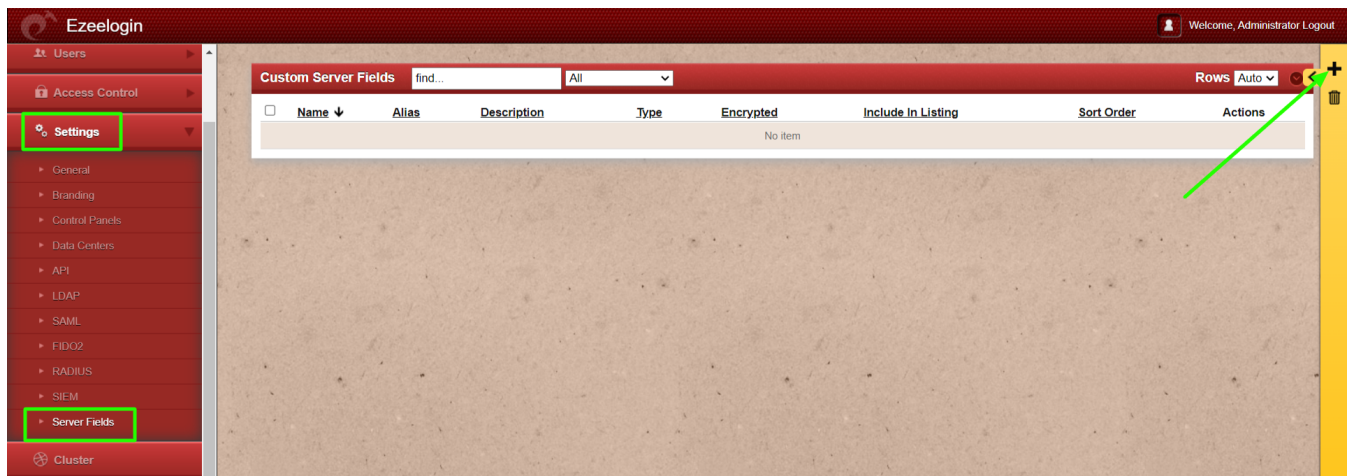 Ezeelogin
Welcome, Administrator Logout
Users
Access Control
Settings
General
Branding
Control Panels
Data Centers
API
LDAP
SAML
FIDO2
RADIUS
SIEM
Server Fields
Cluster
Custom Server Fields find... All Rows Auto
Name Alias Description Type Encrypted Include In Listing Sort Order Actions
No item